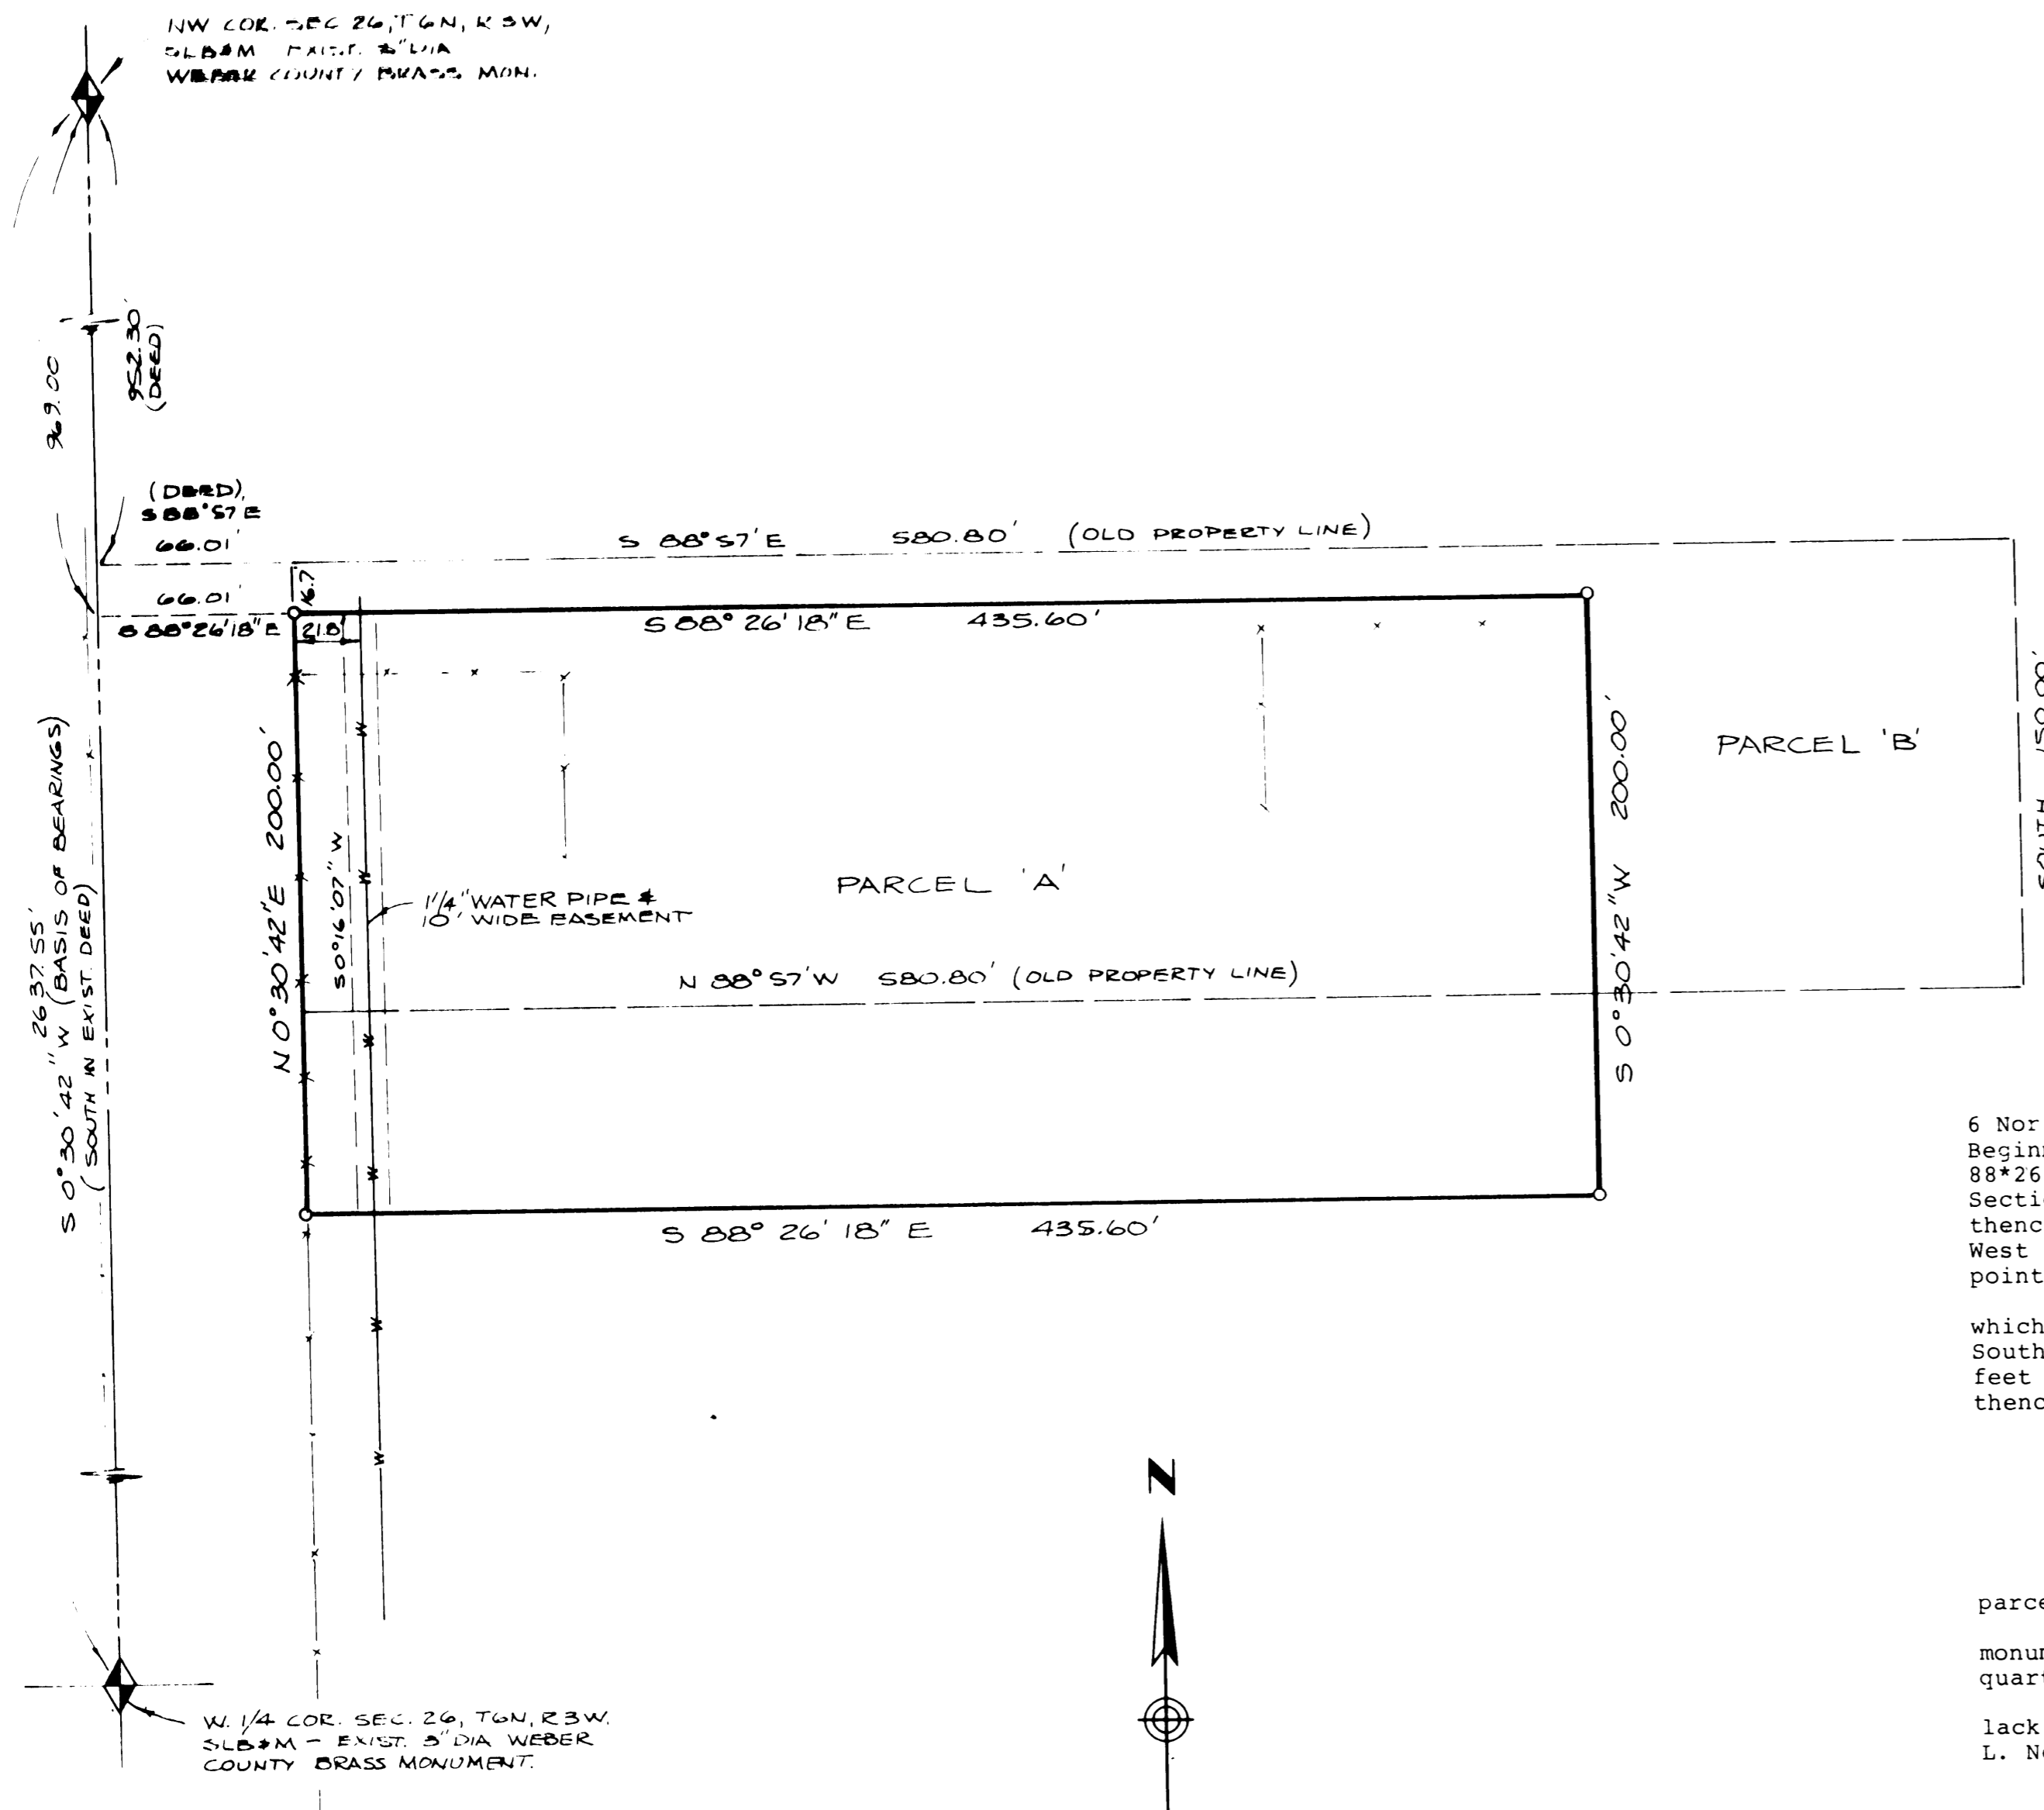 NW COR. SEC 26, T6N, R3W,
SLB&M EXIST. 3" DIA
WEBER COUNTY BRASS MON.
969.00
952.30'
(DEED)
(DEED)
S 88°57 E
66.01'
66.01'
S 88°26'18" E
16.7
21.8'
S 88°57'E 580.80' (OLD PROPERTY LINE)
S 88° 26' 18" E 435.60'
2637.55'
S 0°30'42" W (BASIS OF BEARINGS)
(SOUTH IN EXIST. DEED)
N 0°30'42"E 200.00'
S 0°16'07" W
1 1/4" WATER PIPE &
10' WIDE EASEMENT
PARCEL 'A'
PARCEL 'B'
S 0°30'42"W 200.00'
SOUTH 150.00'
N 88°57'W 580.80' (OLD PROPERTY LINE)
S 88° 26' 18" E 435.60'
6 Nor
Begin
88*26
Secti
thenc
West
point
which
South
feet
thenc
N
parce
monu
quart
lack
L. N
W. 1/4 COR. SEC. 26, T6N, R3W.
SLB&M - EXIST. 3" DIA WEBER
COUNTY BRASS MONUMENT.